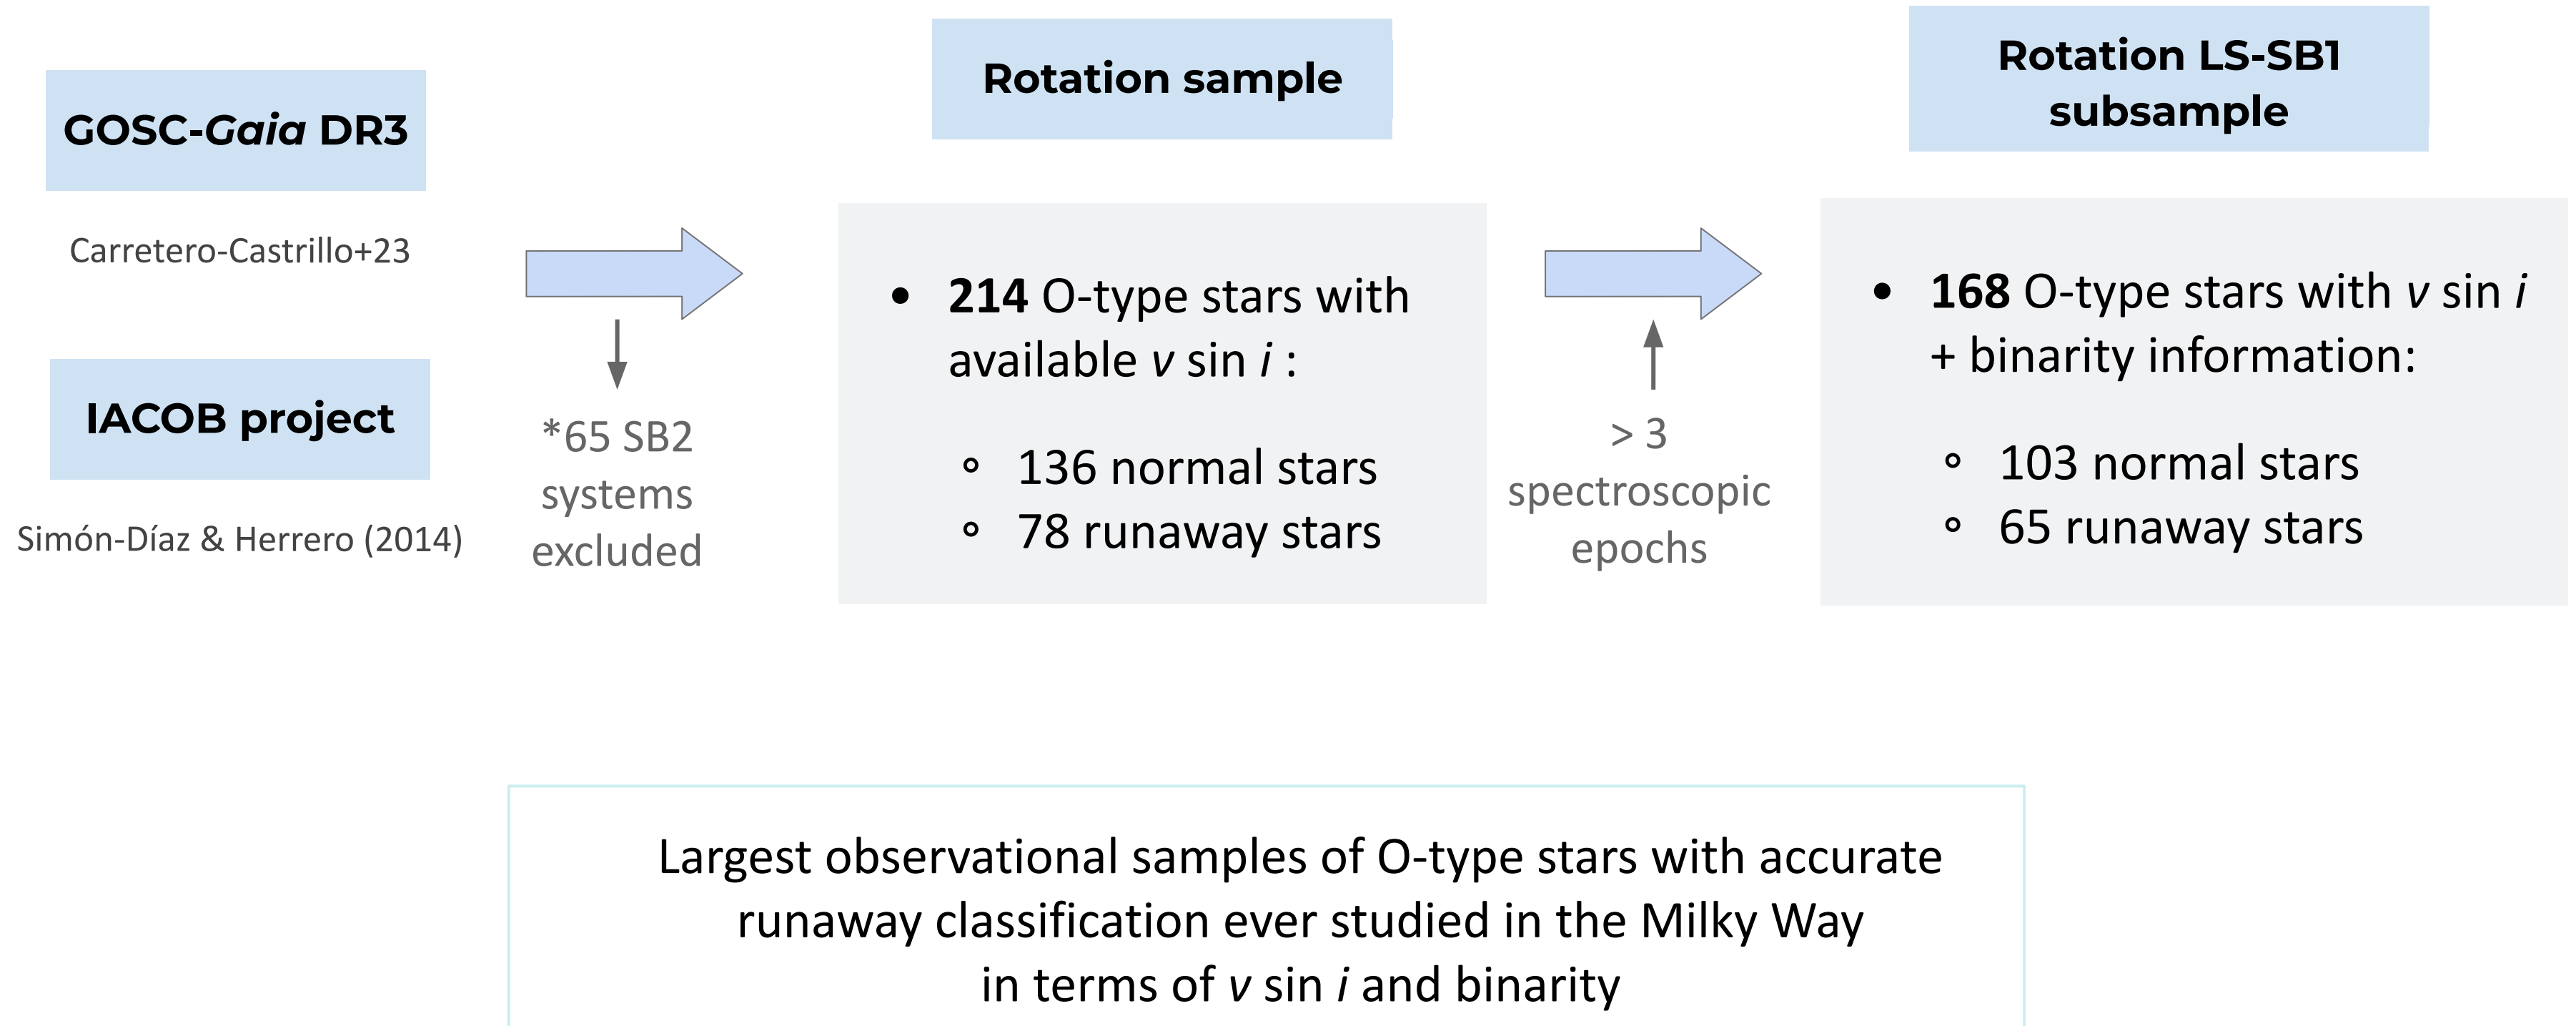 GOSC-Gaia DR3
Carretero-Castrillo+23
IACOB project
Simón-Díaz & Herrero (2014)
*65 SB2
systems
excluded
Rotation sample
• 214 O-type stars with
available v sin i :
∘ 136 normal stars
∘ 78 runaway stars
> 3
spectroscopic
epochs
Rotation LS-SB1
subsample
• 168 O-type stars with v sin i
+ binarity information:
∘ 103 normal stars
∘ 65 runaway stars
Largest observational samples of O-type stars with accurate
runaway classification ever studied in the Milky Way
in terms of v sin i and binarity